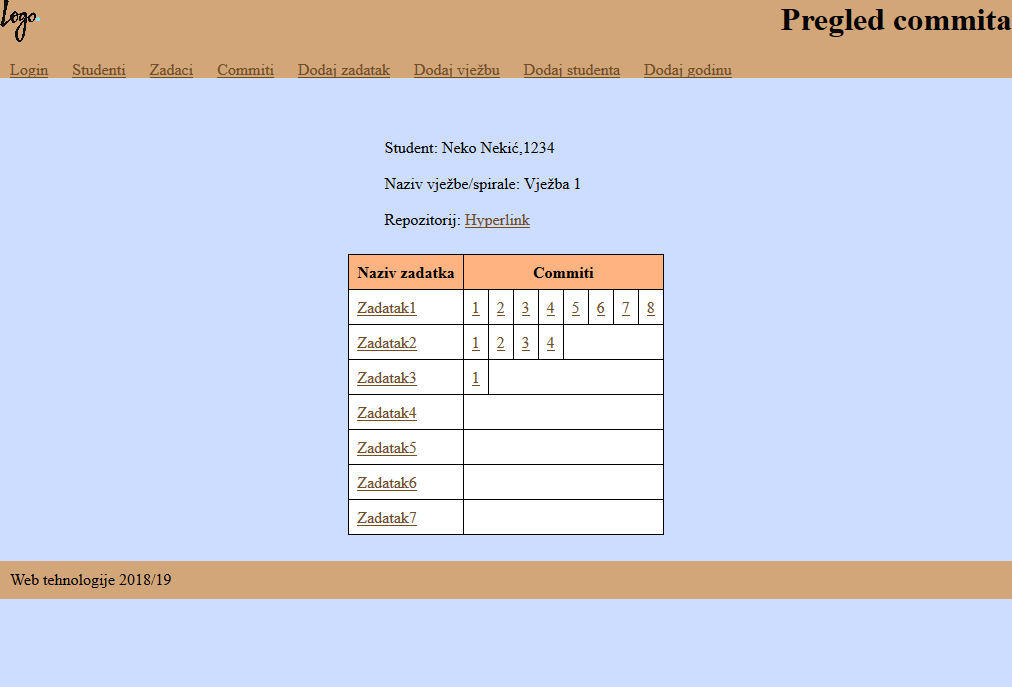 Logo.
Pregled commita
Login Studenti Zadaci Commiti Dodaj zadatak Dodaj vježbu Dodaj studenta Dodaj godinu
Student: Neko Nekić,1234
Naziv vježbe/spirale: Vježba 1
Repozitorij: Hyperlink
Naziv zadatka Commiti
Zadatak1 1 2 3 4 5 6 7 8
Zadatak2 1 2 3 4
Zadatak3 1
Zadatak4
Zadatak5
Zadatak6
Zadatak7
Web tehnologije 2018/19